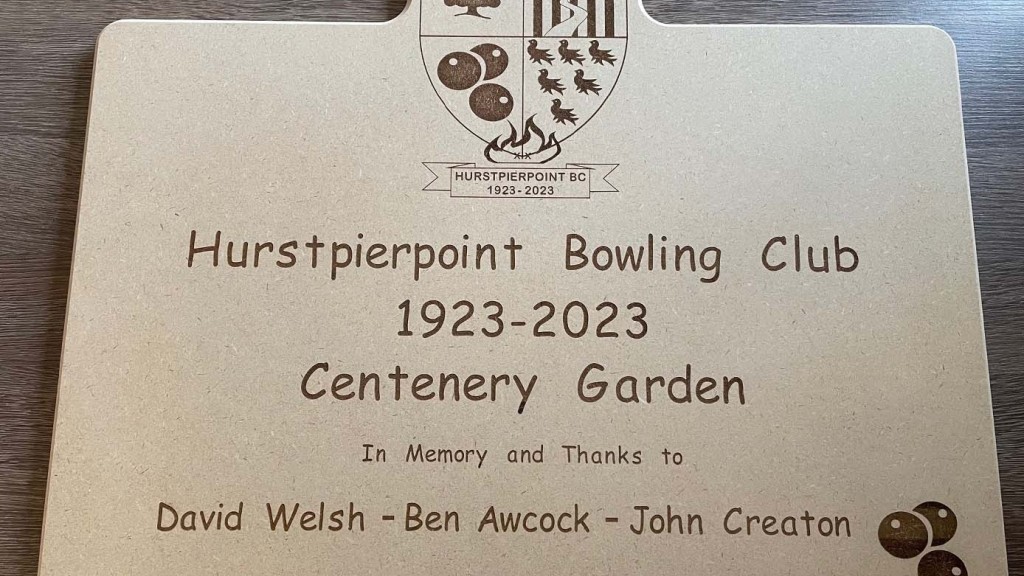 HURSTPIERPOINT BC
1923-2023
Hurstpierpoint Bowling Club
1923-2023
Centenery Garden
In Memory and Thanks to
David Welsh - Ben Awcock - John Creaton